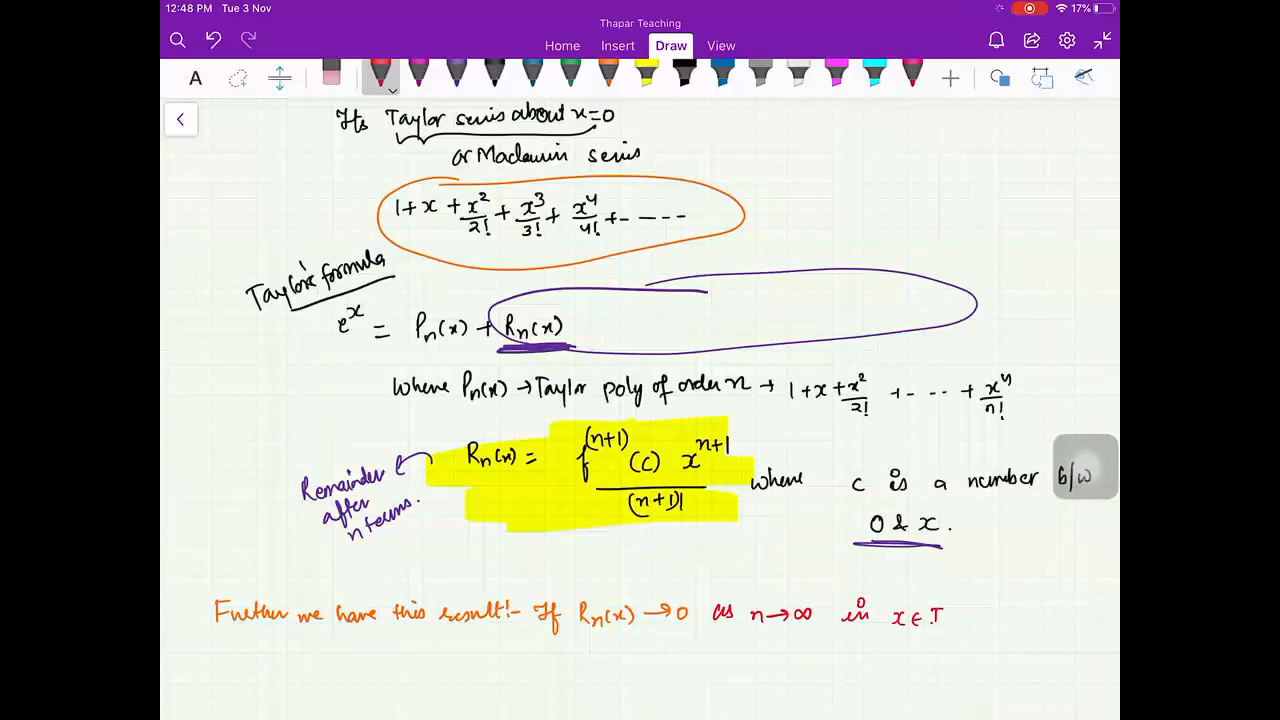 12:48 PM Tue 3 Nov
17%
Thapar Teaching
Home Insert Draw View
A
Its Taylor series about x=0
or Maclaurin series
1 + x + x²/2! + x³/3! + x⁴/4! + - - - -
Taylor's formula
eˣ = Pₙ(x) + Rₙ(x)
Where Pₙ(x) → Taylor poly of order n → 1 + x + x²/2! + - - - + xⁿ/n!
Rₙ(x) = f⁽ⁿ⁺¹⁾(c) xⁿ⁺¹/(n+1)! where c is a number b/w
0 & x.
Remainder
after
n terms.
Further we have this result!- If Rₙ(x) → 0 as n → ∞ in x ∈ I